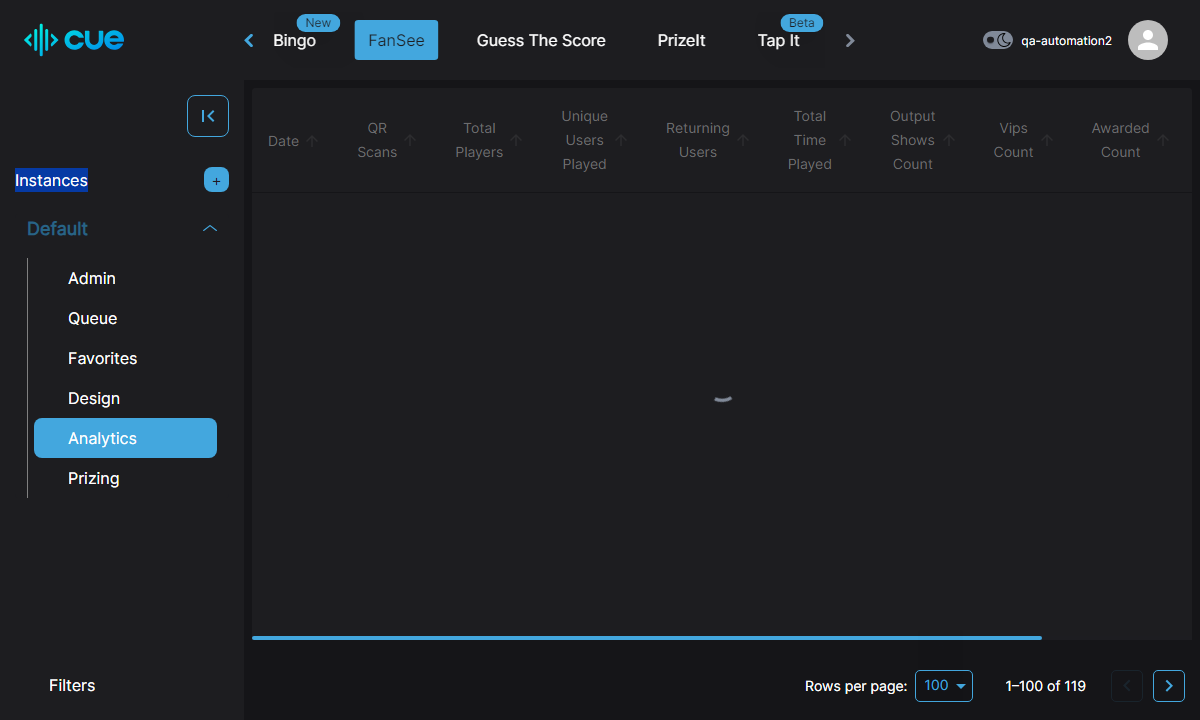 cue
New
Bingo
FanSee
Guess The Score
PrizeIt
Beta
Tap It
qa-automation2
Instances
+
Default
Admin
Queue
Favorites
Design
Analytics
Prizing
Filters
Date
QR
Scans
Total
Players
Unique
Users
Played
Returning
Users
Total
Time
Played
Output
Shows
Count
Vips
Count
Awarded
Count
Rows per page:
100
1–100 of 119